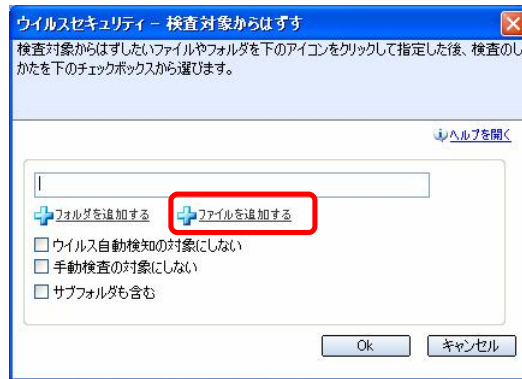 ウイルスセキュリティ － 検査対象からはずす
検査対象からはずしたいファイルやフォルダを下のアイコンをクリックして指定した後、検査のし
かたを下のチェックボックスから選びます。
ヘルプを開く
フォルダを追加する ファイルを追加する
ウイルス自動検知の対象にしない
手動検査の対象にしない
サブフォルダも含む
Ok キャンセル